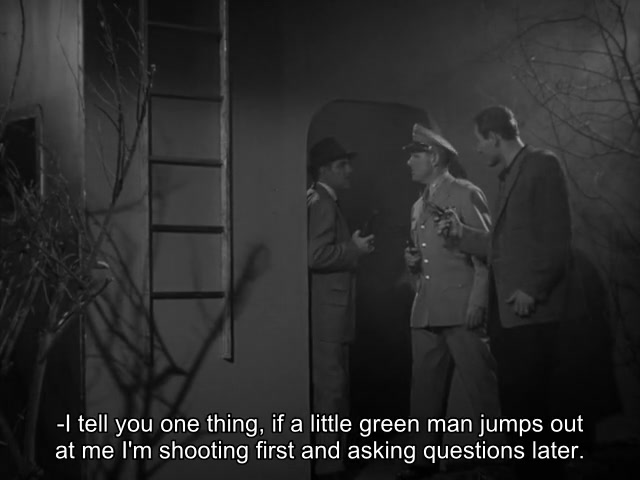 -I tell you one thing, if a little green man jumps out
at me I'm shooting first and asking questions later.